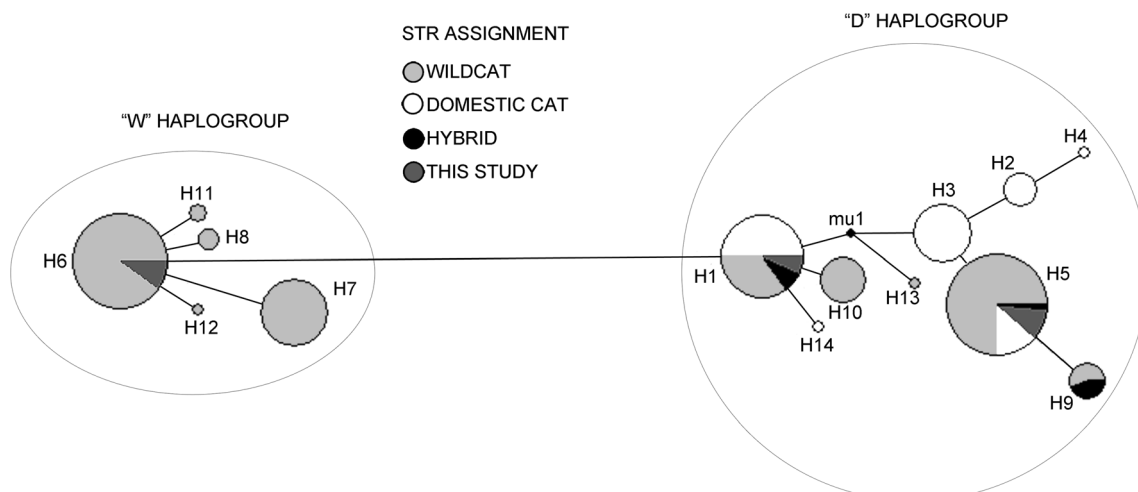 "D" HAPLOGROUP
STR ASSIGNMENT
WILDCAT
DOMESTIC CAT
HYBRID
THIS STUDY
"W" HAPLOGROUP
H11
H8
H6
H7
H12
H4
H2
H3
mu1
H1
H10
H13
H5
H14
H9